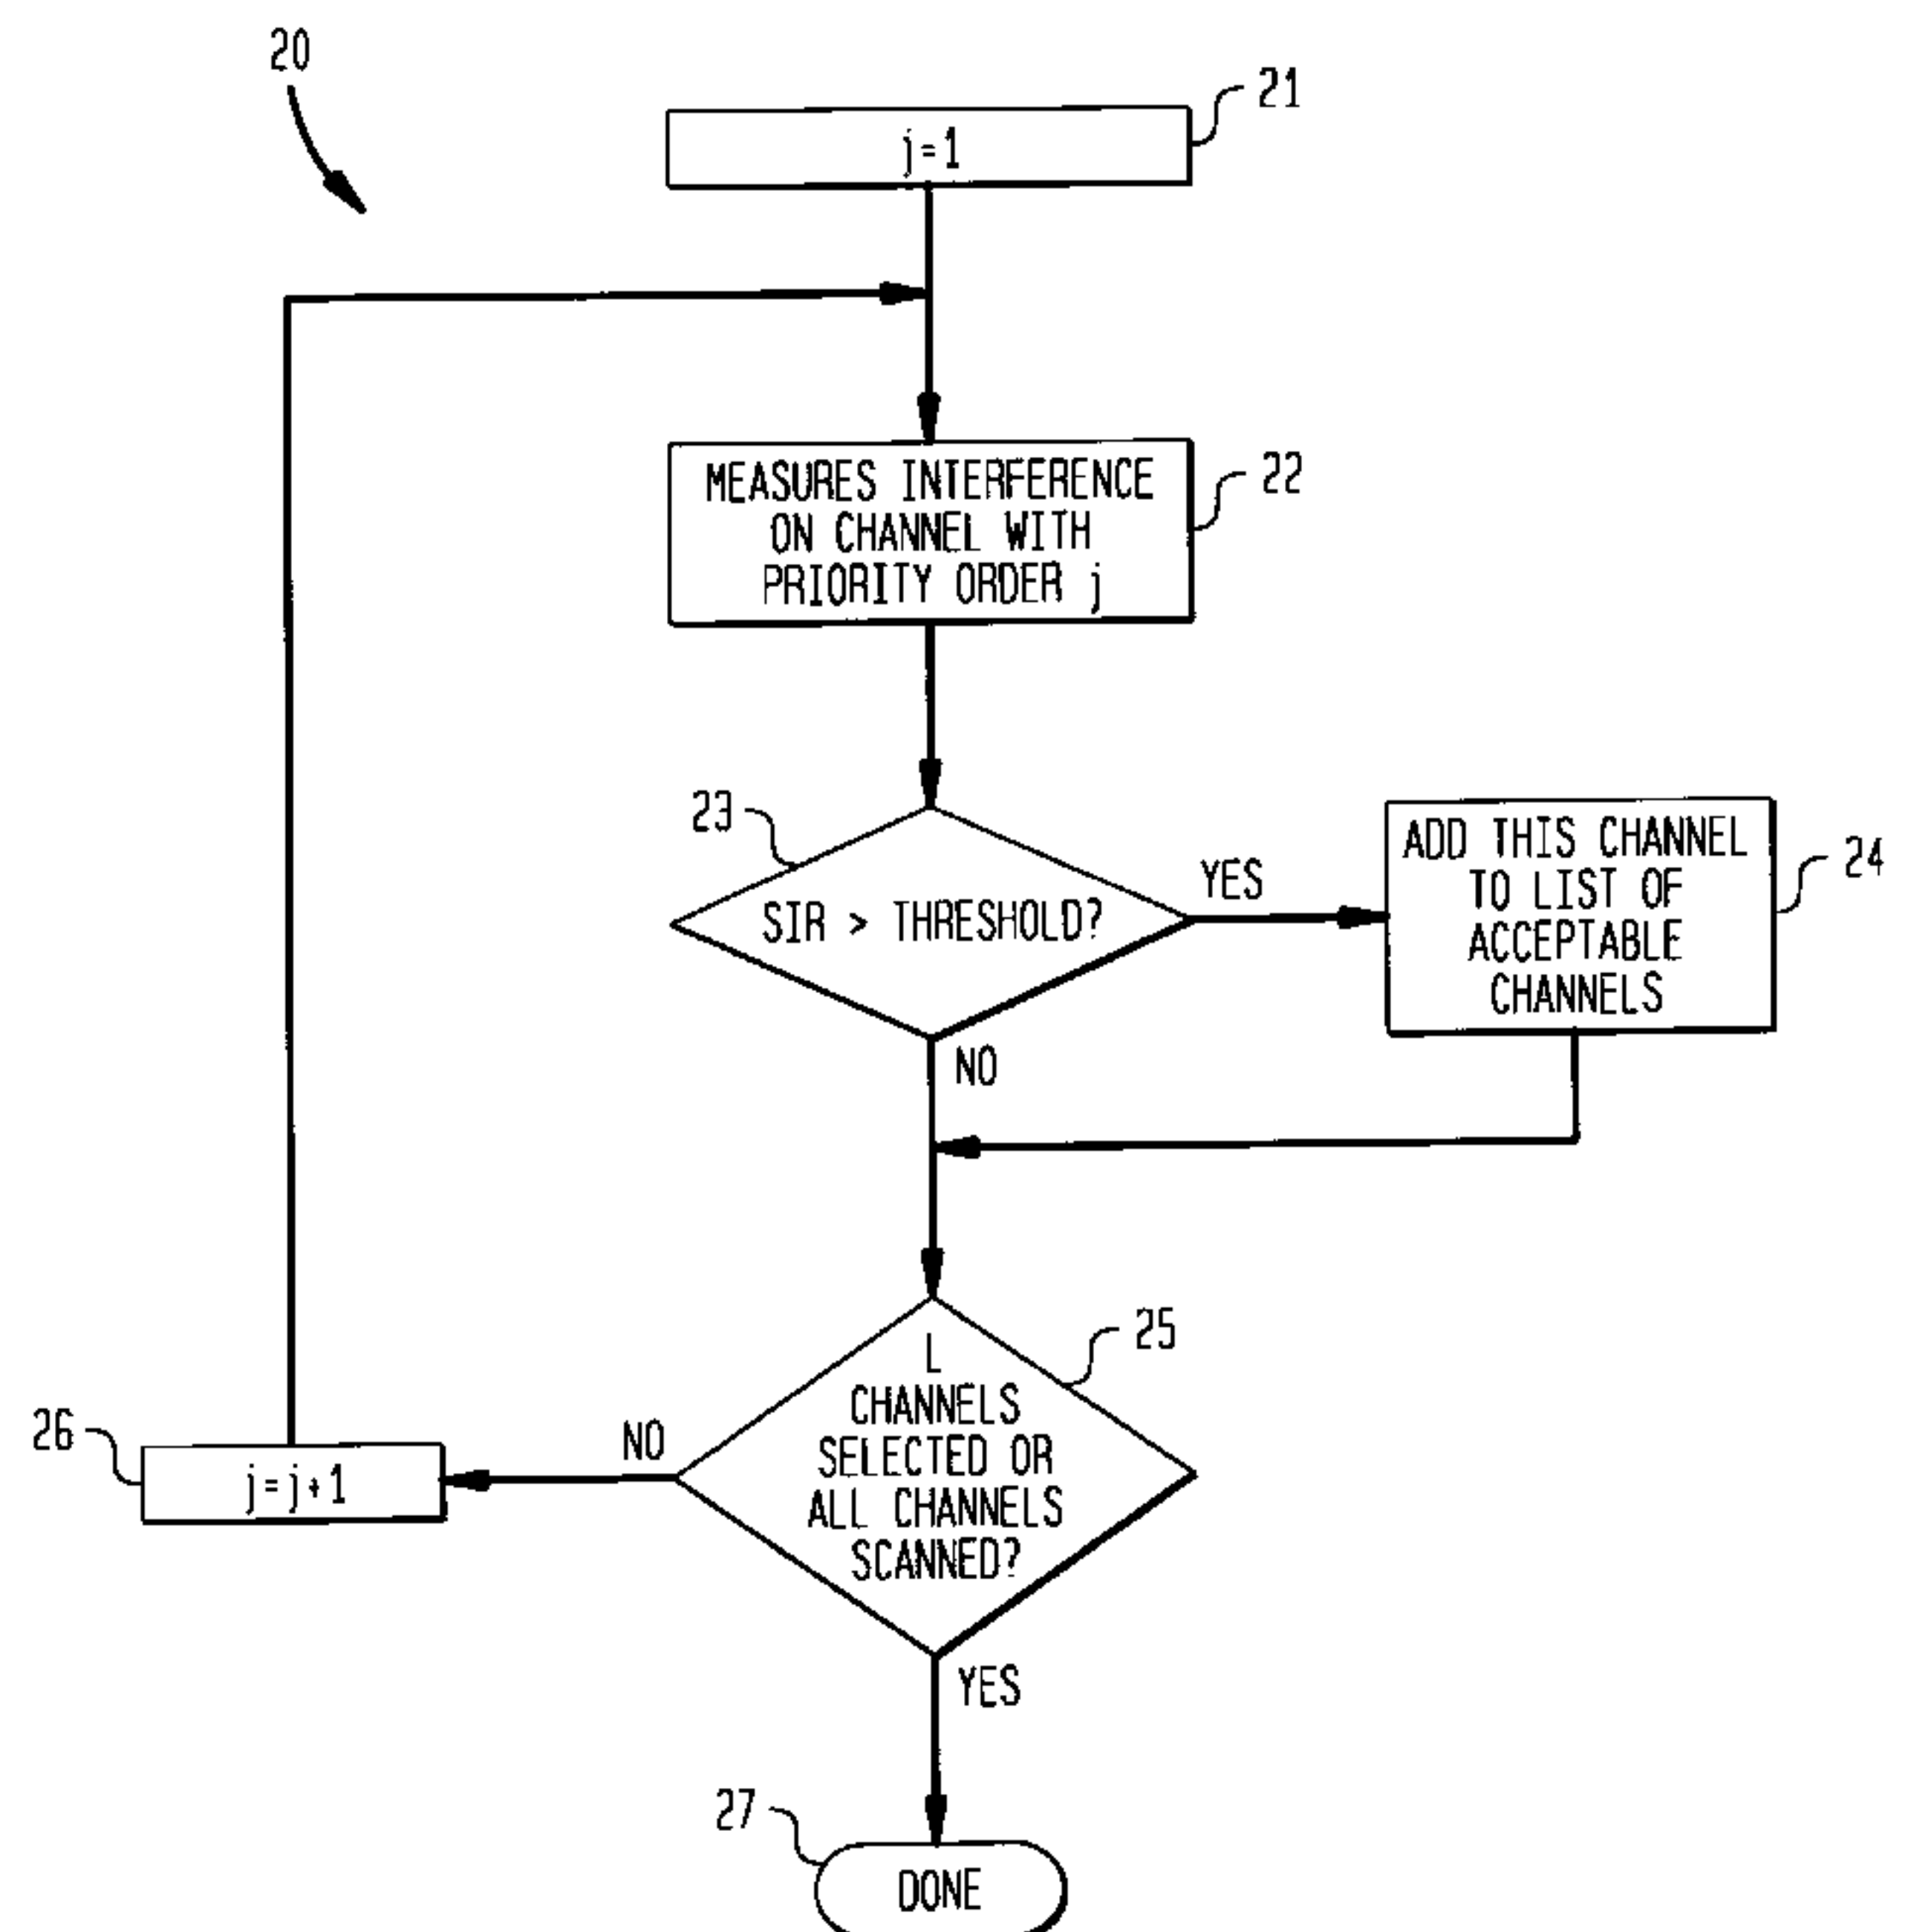 20
21
j=1
MEASURES INTERFERENCE
ON CHANNEL WITH
PRIORITY ORDER j
22
23
SIR > THRESHOLD?
YES
NO
ADD THIS CHANNEL
TO LIST OF
ACCEPTABLE
CHANNELS
24
L
CHANNELS
SELECTED OR
ALL CHANNELS
SCANNED?
25
NO
26
j=j+1
YES
27
DONE